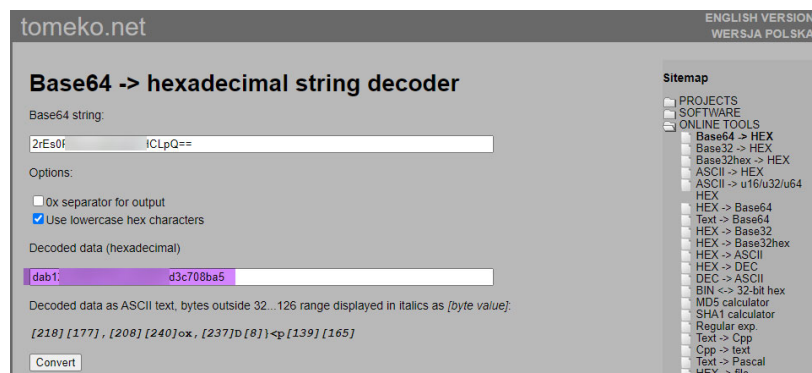 tomeko.net
ENGLISH VERSION
WERSJA POLSKA
Base64 -> hexadecimal string decoder
Base64 string:
CLpQ==
Options:
0x separator for output
Use lowercase hex characters
Decoded data (hexadecimal)
d3c708ba5
Decoded data as ASCII text, bytes outside 32...126 range displayed in italics as [byte value]:
[218][177],[208][240]ox,[237]D[8]}<p[139][165]
Convert
Sitemap
PROJECTS
SOFTWARE
ONLINE TOOLS
Base64 -> HEX
Base32 -> HEX
Base32hex -> HEX
ASCII -> HEX
ASCII -> u16/u32/u64
HEX
HEX -> Base64
Text -> Base64
HEX -> Base32
HEX -> Base32hex
HEX -> ASCII
HEX -> DEC
DEC -> ASCII
BIN <-> 32-bit hex
MD5 calculator
SHA1 calculator
Regular exp.
Text -> Cpp
Cpp -> text
Text -> Pascal
HEX -> file